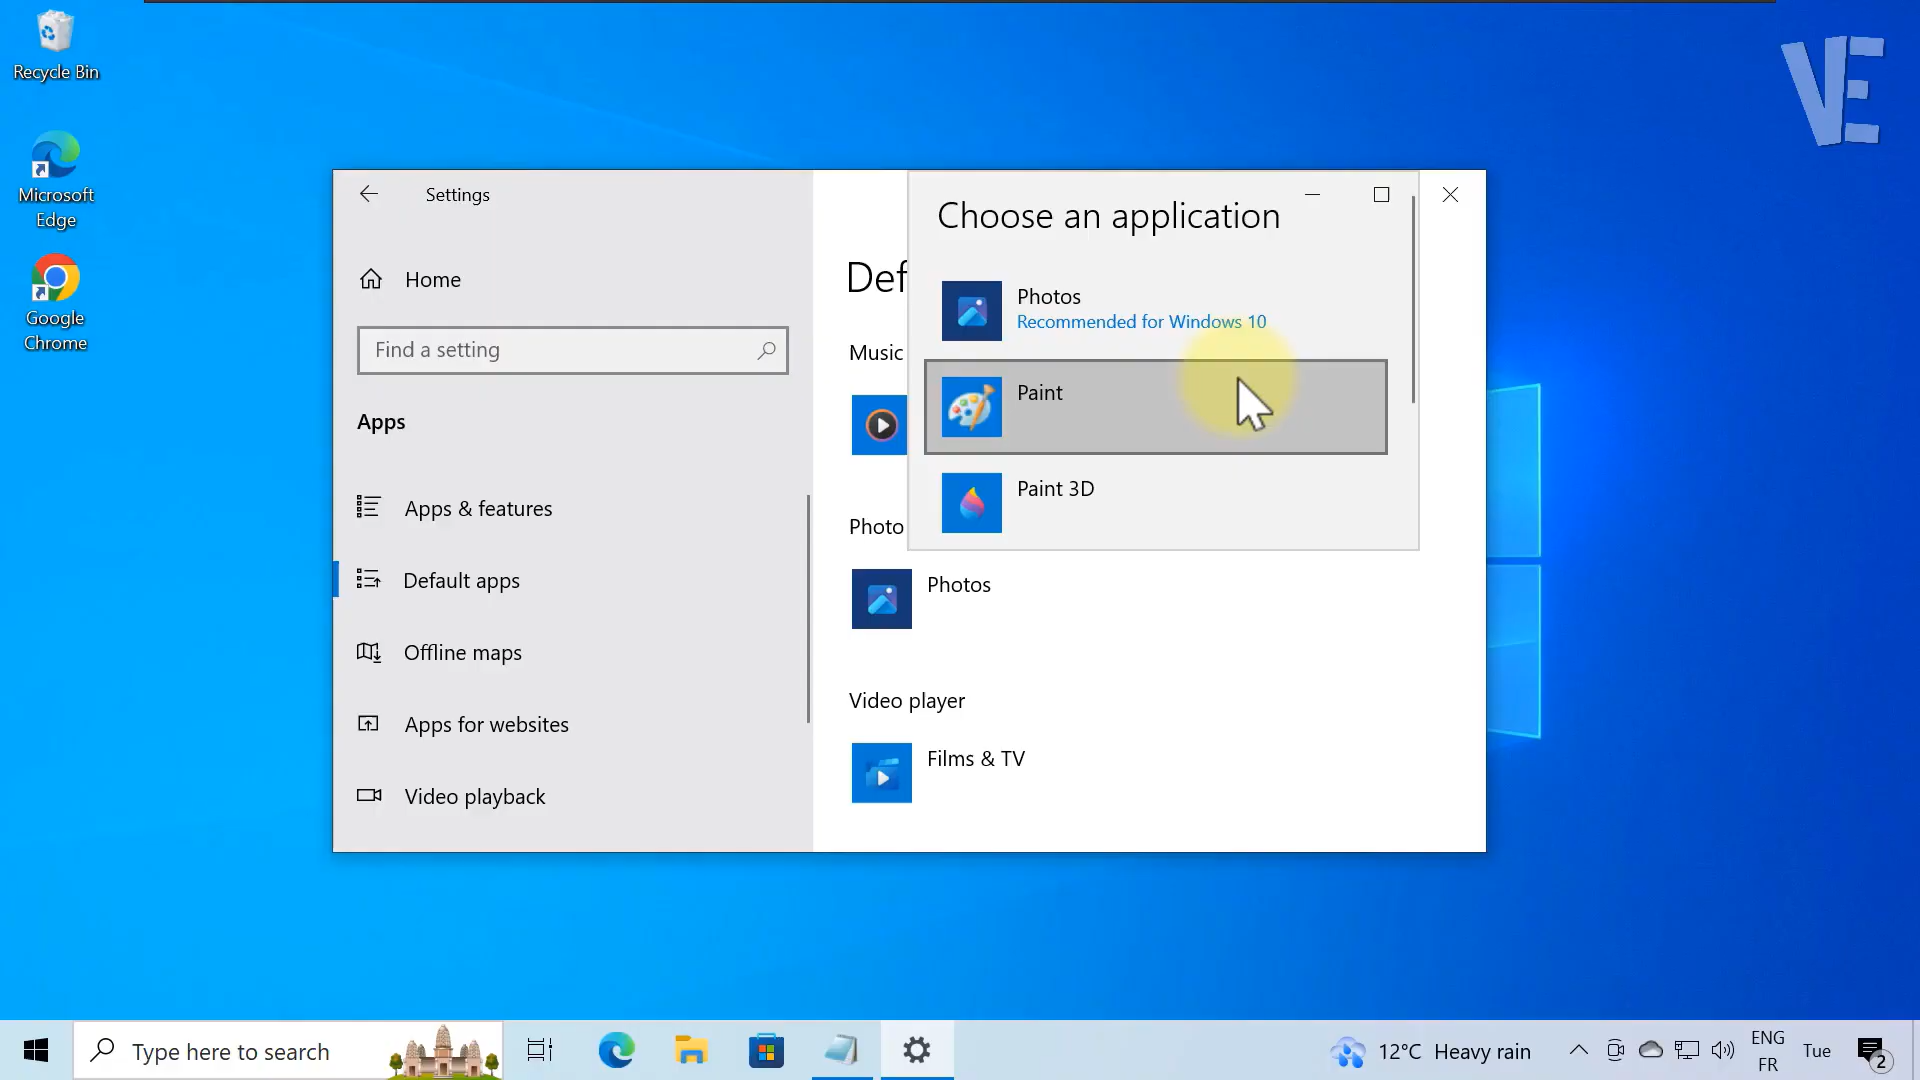 Recycle Bin
Microsoft
Edge
Google
Chrome
VE
Settings
Home
Find a setting
Apps
Apps & features
Default apps
Offline maps
Apps for websites
Video playback
Def
Music
Photo
Photos
Video player
Films & TV
Choose an application
Photos
Recommended for Windows 10
Paint
Paint 3D
Type here to search
12°C Heavy rain
ENG
FR
Tue
2